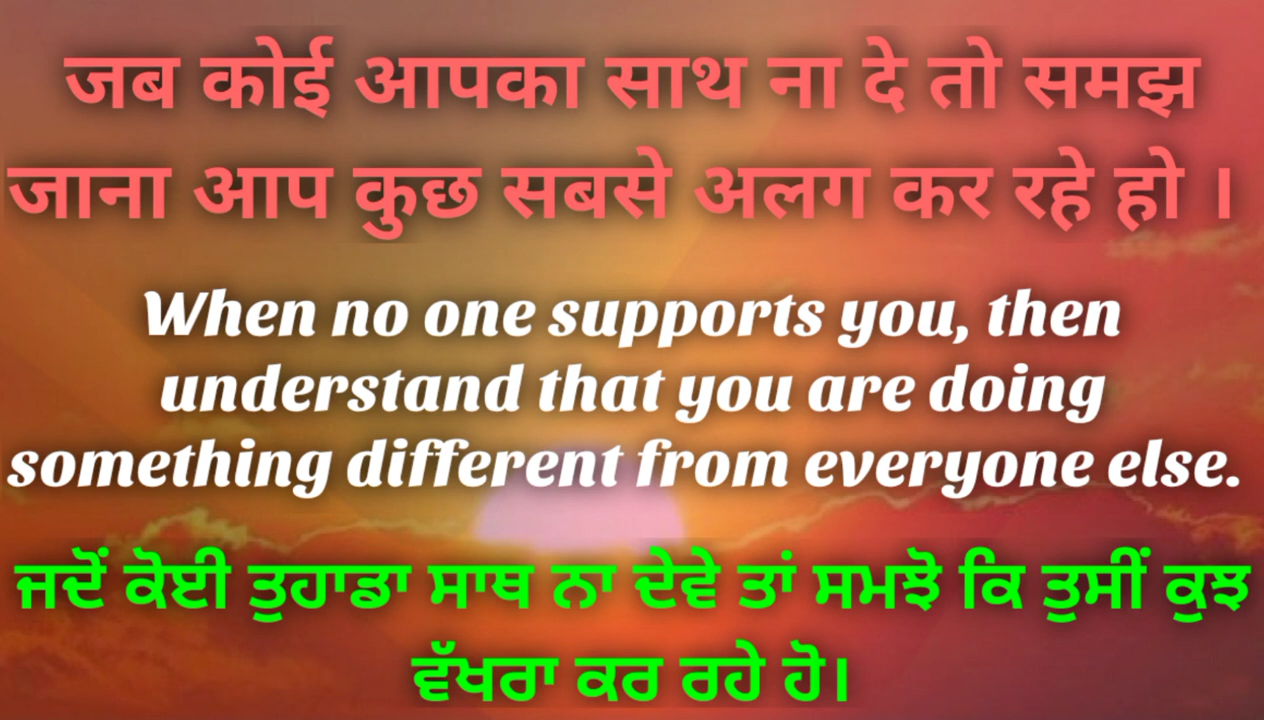 जब कोई आपका साथ ना दे तो समझ
जाना आप कुछ सबसे अलग कर रहे हो ।
When no one supports you, then
understand that you are doing
something different from everyone else.
ਜਦੋਂ ਕੋਈ ਤੁਹਾਡਾ ਸਾਥ ਨਾ ਦੇਵੇ ਤਾਂ ਸਮਝੋ ਕਿ ਤੁਸੀਂ ਕੁਝ
ਵੱਖਰਾ ਕਰ ਰਹੇ ਹੋ।